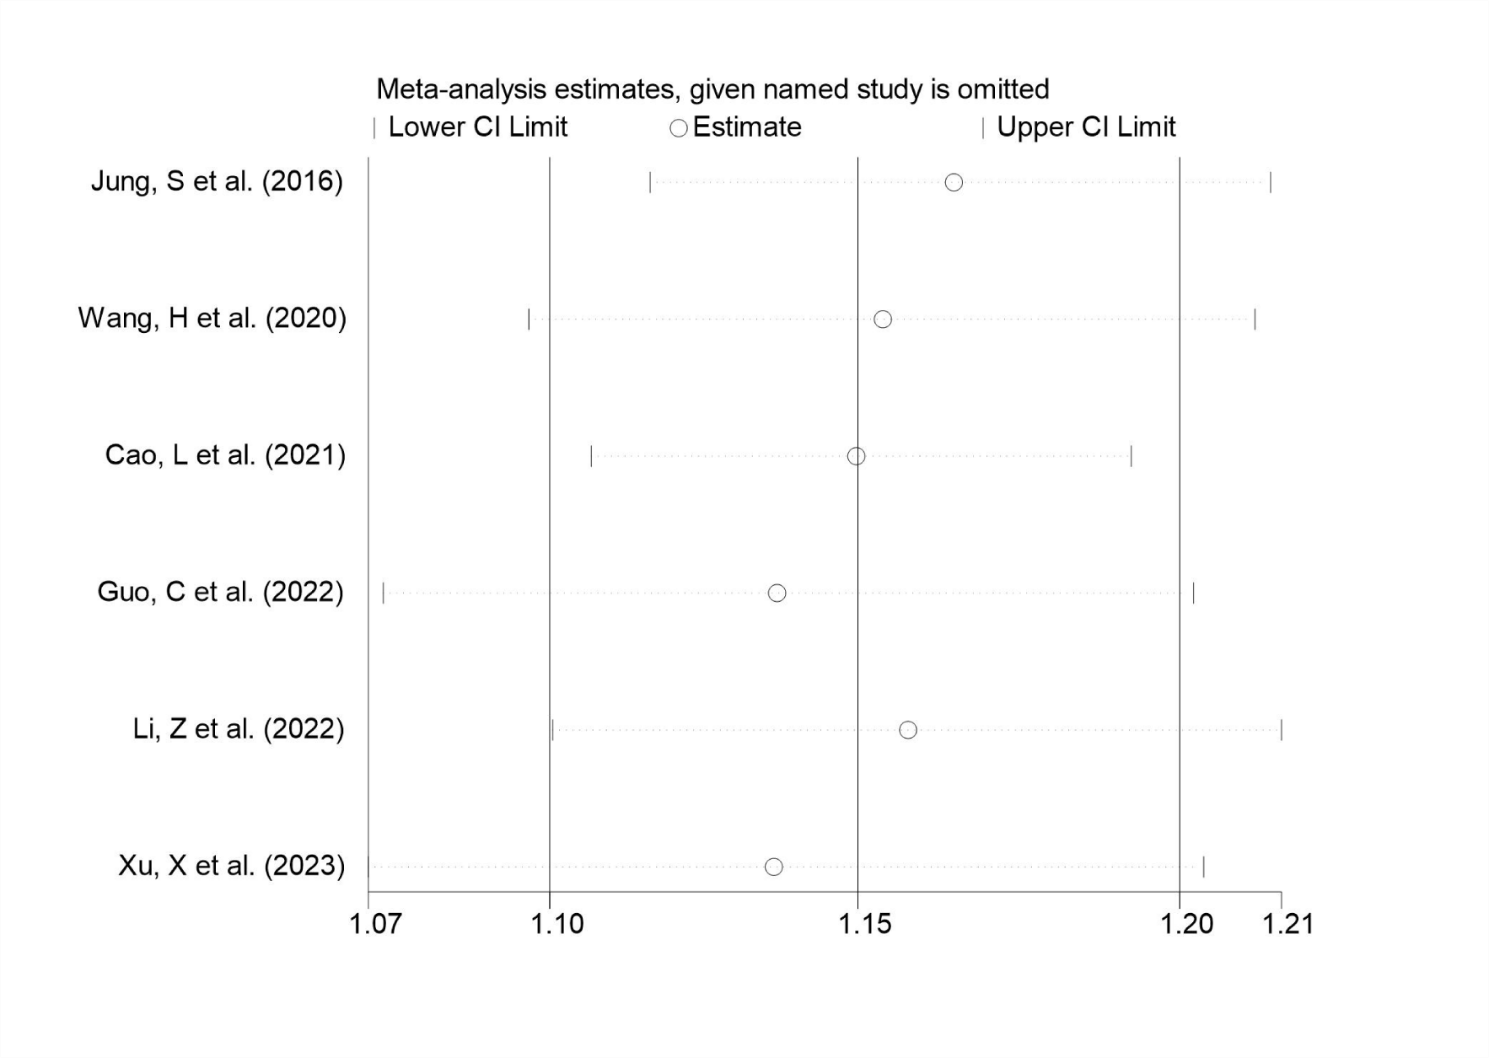 Meta-analysis estimates, given named study is omitted
Lower CI Limit Estimate Upper CI Limit
Jung, S et al. (2016)
Wang, H et al. (2020)
Cao, L et al. (2021)
Guo, C et al. (2022)
Li, Z et al. (2022)
Xu, X et al. (2023)
1.07 1.10 1.15 1.20 1.21